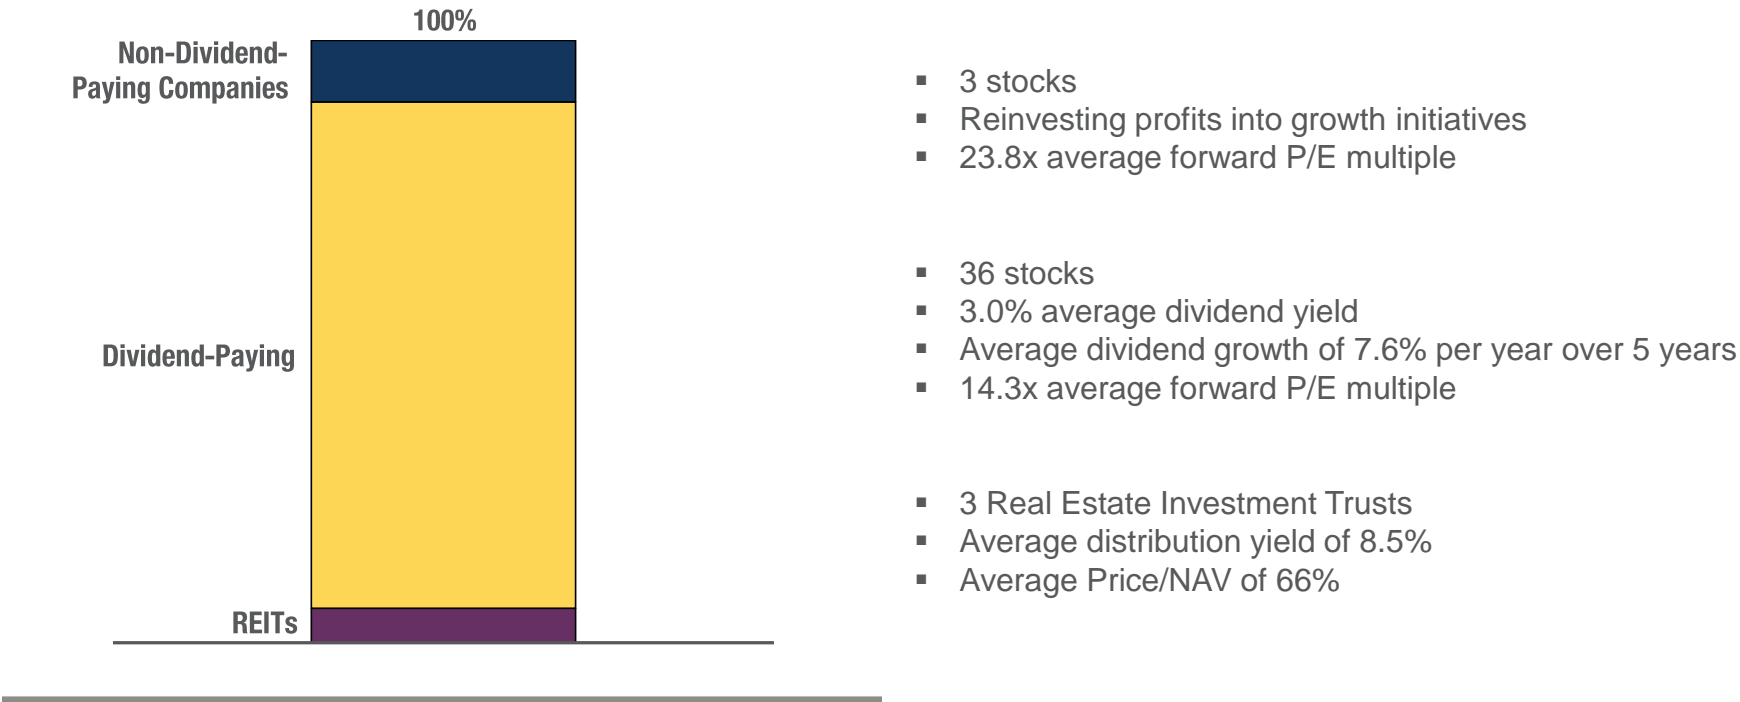 100%
Non-Dividend-
Paying Companies
▪ 3 stocks
▪ Reinvesting profits into growth initiatives
▪ 23.8x average forward P/E multiple
Dividend-Paying
▪ 36 stocks
▪ 3.0% average dividend yield
▪ Average dividend growth of 7.6% per year over 5 years
▪ 14.3x average forward P/E multiple
REITs
▪ 3 Real Estate Investment Trusts
▪ Average distribution yield of 8.5%
▪ Average Price/NAV of 66%